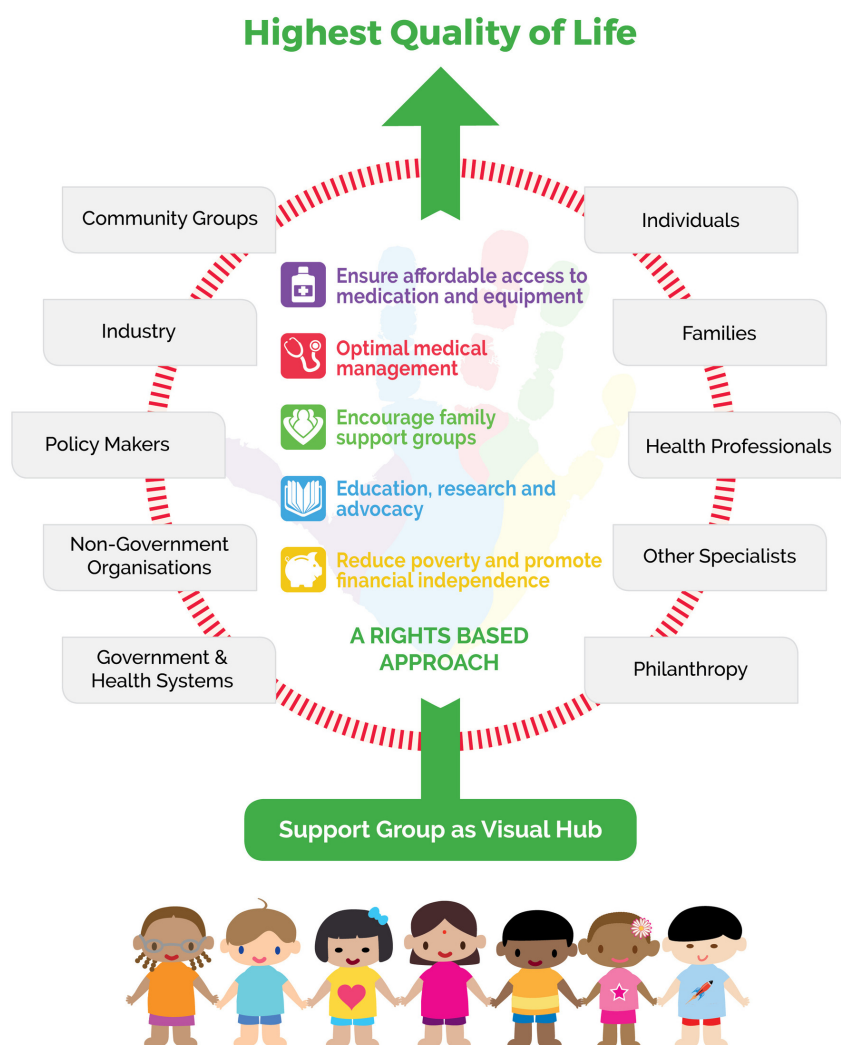 Highest Quality of Life
Community Groups
Individuals
Ensure affordable access to
medication and equipment
Industry
Families
Optimal medical
management
Encourage family
support groups
Policy Makers
Health Professionals
Education, research and
advocacy
Non-Government
Organisations
Other Specialists
Reduce poverty and promote
financial independence
A RIGHTS BASED
APPROACH
Government &
Health Systems
Philanthropy
Support Group as Visual Hub